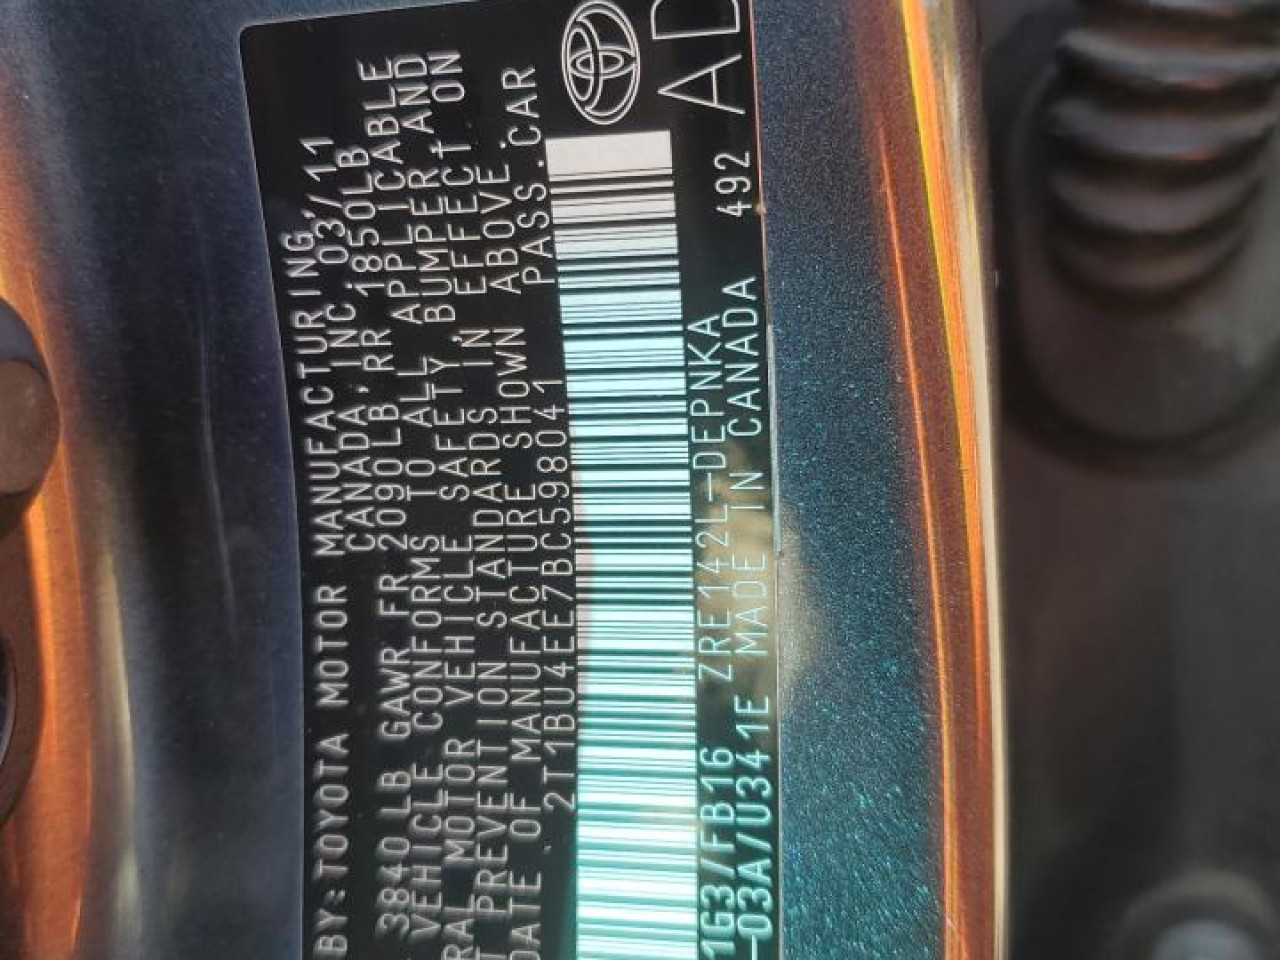 BY: TOYOTA MOTOR MANUFACTURING
CANADA, INC. 03/11
3840 LB GAWR FR 2090LB RR 1850LB
VEHICLE CONFORMS TO ALL APPLICABLE
RAL MOTOR VEHICLE SAFETY, BUMPER, AND
T PREVENTION STANDARDS IN EFFECT ON
DATE OF MANUFACTURE SHOWN ABOVE.
2T1BU4EE7BC598041 PASS.CAR
1G3/FB16 ZRE142L-DEPNKA
-03A/U341E MADE IN CANADA 492
AD